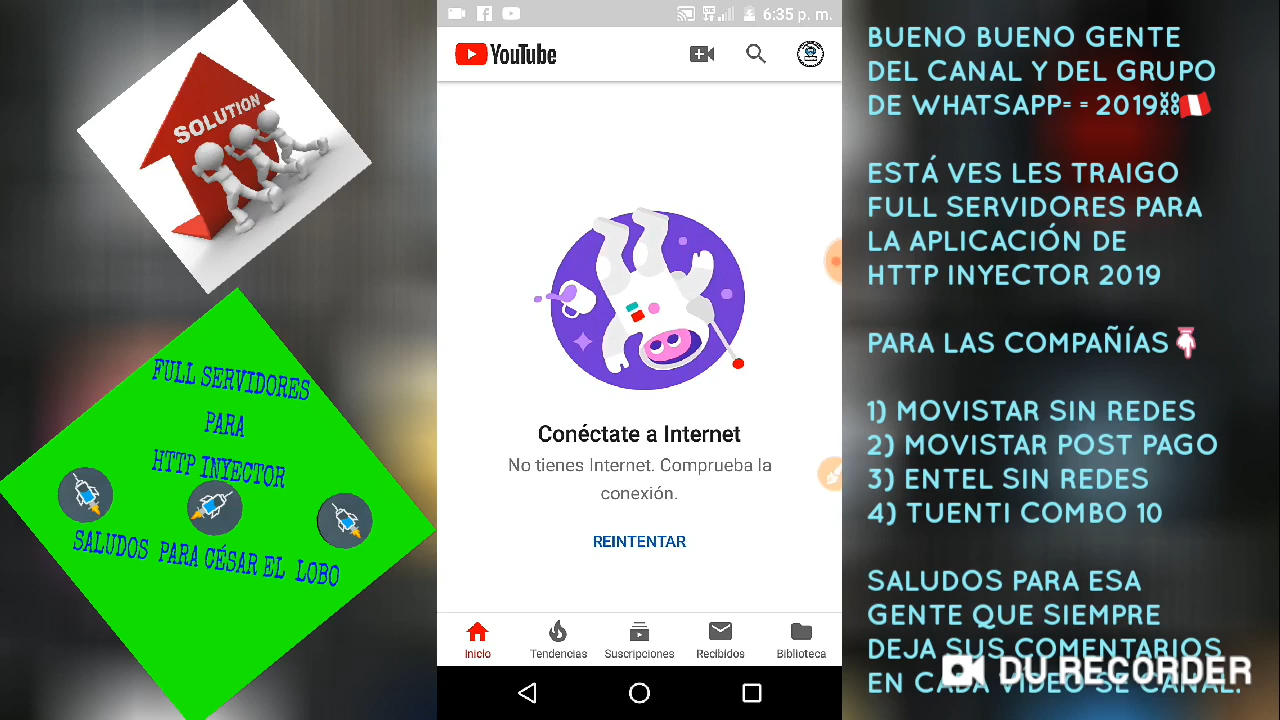 SOLUTION
FULL SERVIDORES
PARA
HTTP INYECTOR
SALUDOS PARA CÉSAR EL LOBO
6:35 p. m.
YouTube
Conéctate a Internet
No tienes Internet. Comprueba la
conexión.
REINTENTAR
Inicio
Tendencias
Suscripciones
Recibidos
Biblioteca
BUENO BUENO GENTE
DEL CANAL Y DEL GRUPO
DE WHATSAPP= = 2019⛓🇵🇪
ESTÁ VES LES TRAIGO
FULL SERVIDORES PARA
LA APLICACIÓN DE
HTTP INYECTOR 2019
PARA LAS COMPAÑÍAS👇
1) MOVISTAR SIN REDES
2) MOVISTAR POST PAGO
3) ENTEL SIN REDES
4) TUENTI COMBO 10
SALUDOS PARA ESA
GENTE QUE SIEMPRE
DEJA SUS COMENTARIOS
EN CADA VIDEO SE CANAL.
DU RECORDER